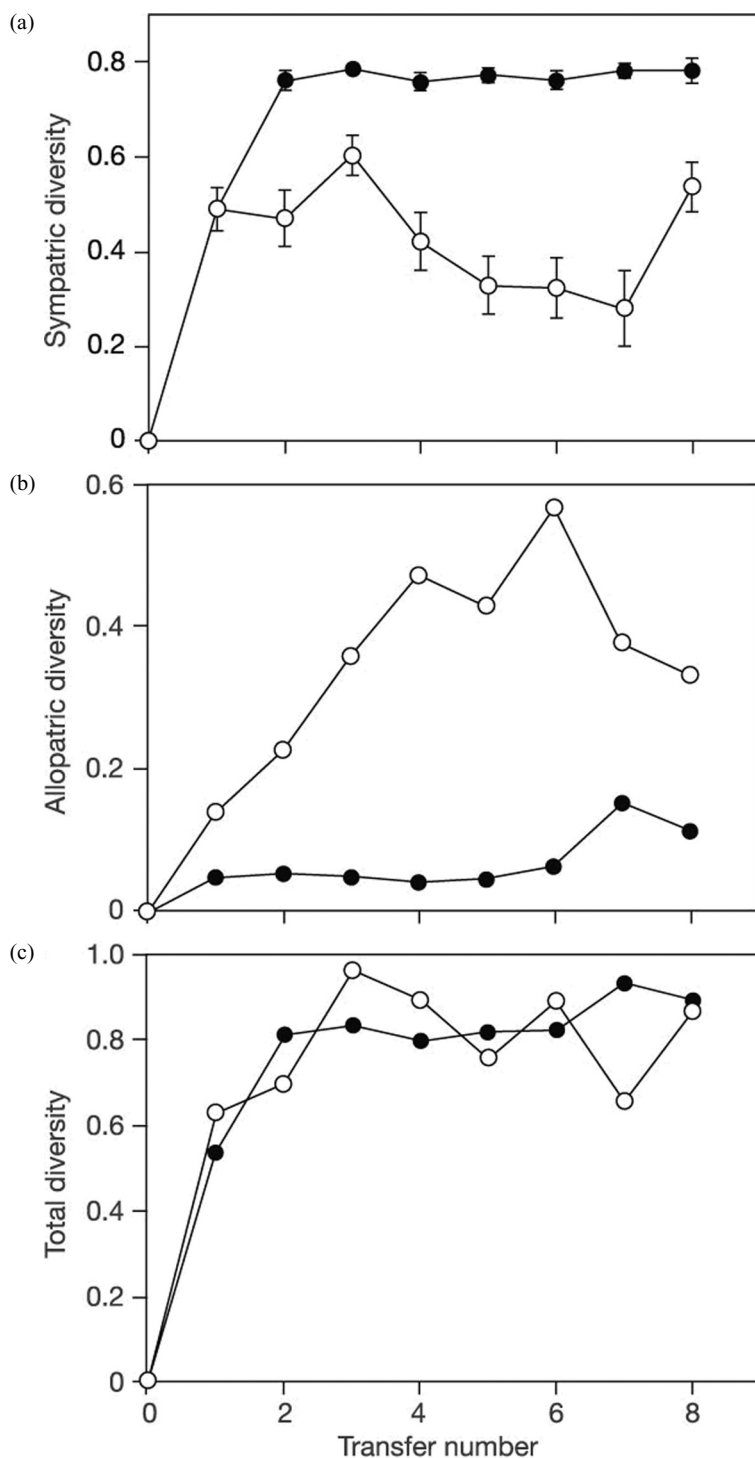 (a)
Sympatric diversity
0.8
0.6
0.4
0.2
0
(b)
Allopatric diversity
0.6
0.4
0.2
0
(c)
Total diversity
1.0
0.8
0.6
0.4
0.2
0
0 2 4 6 8
Transfer number